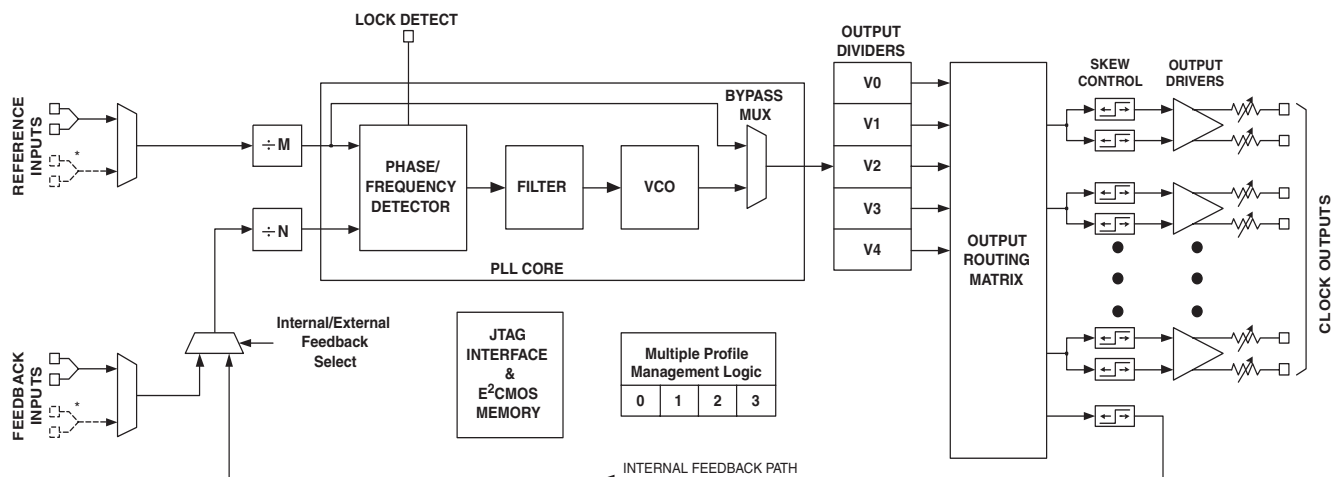 LOCK DETECT
OUTPUT
DIVIDERS
SKEW
CONTROL
OUTPUT
DRIVERS
REFERENCE
INPUTS
*
÷M
÷N
PHASE/
FREQUENCY
DETECTOR
FILTER
VCO
BYPASS
MUX
PLL CORE
V0
V1
V2
V3
V4
OUTPUT
ROUTING
MATRIX
CLOCK OUTPUTS
Internal/External
Feedback
Select
FEEDBACK
INPUTS
*
JTAG
INTERFACE
&
E²CMOS
MEMORY
Multiple Profile
Management Logic
0 1 2 3
INTERNAL FEEDBACK PATH